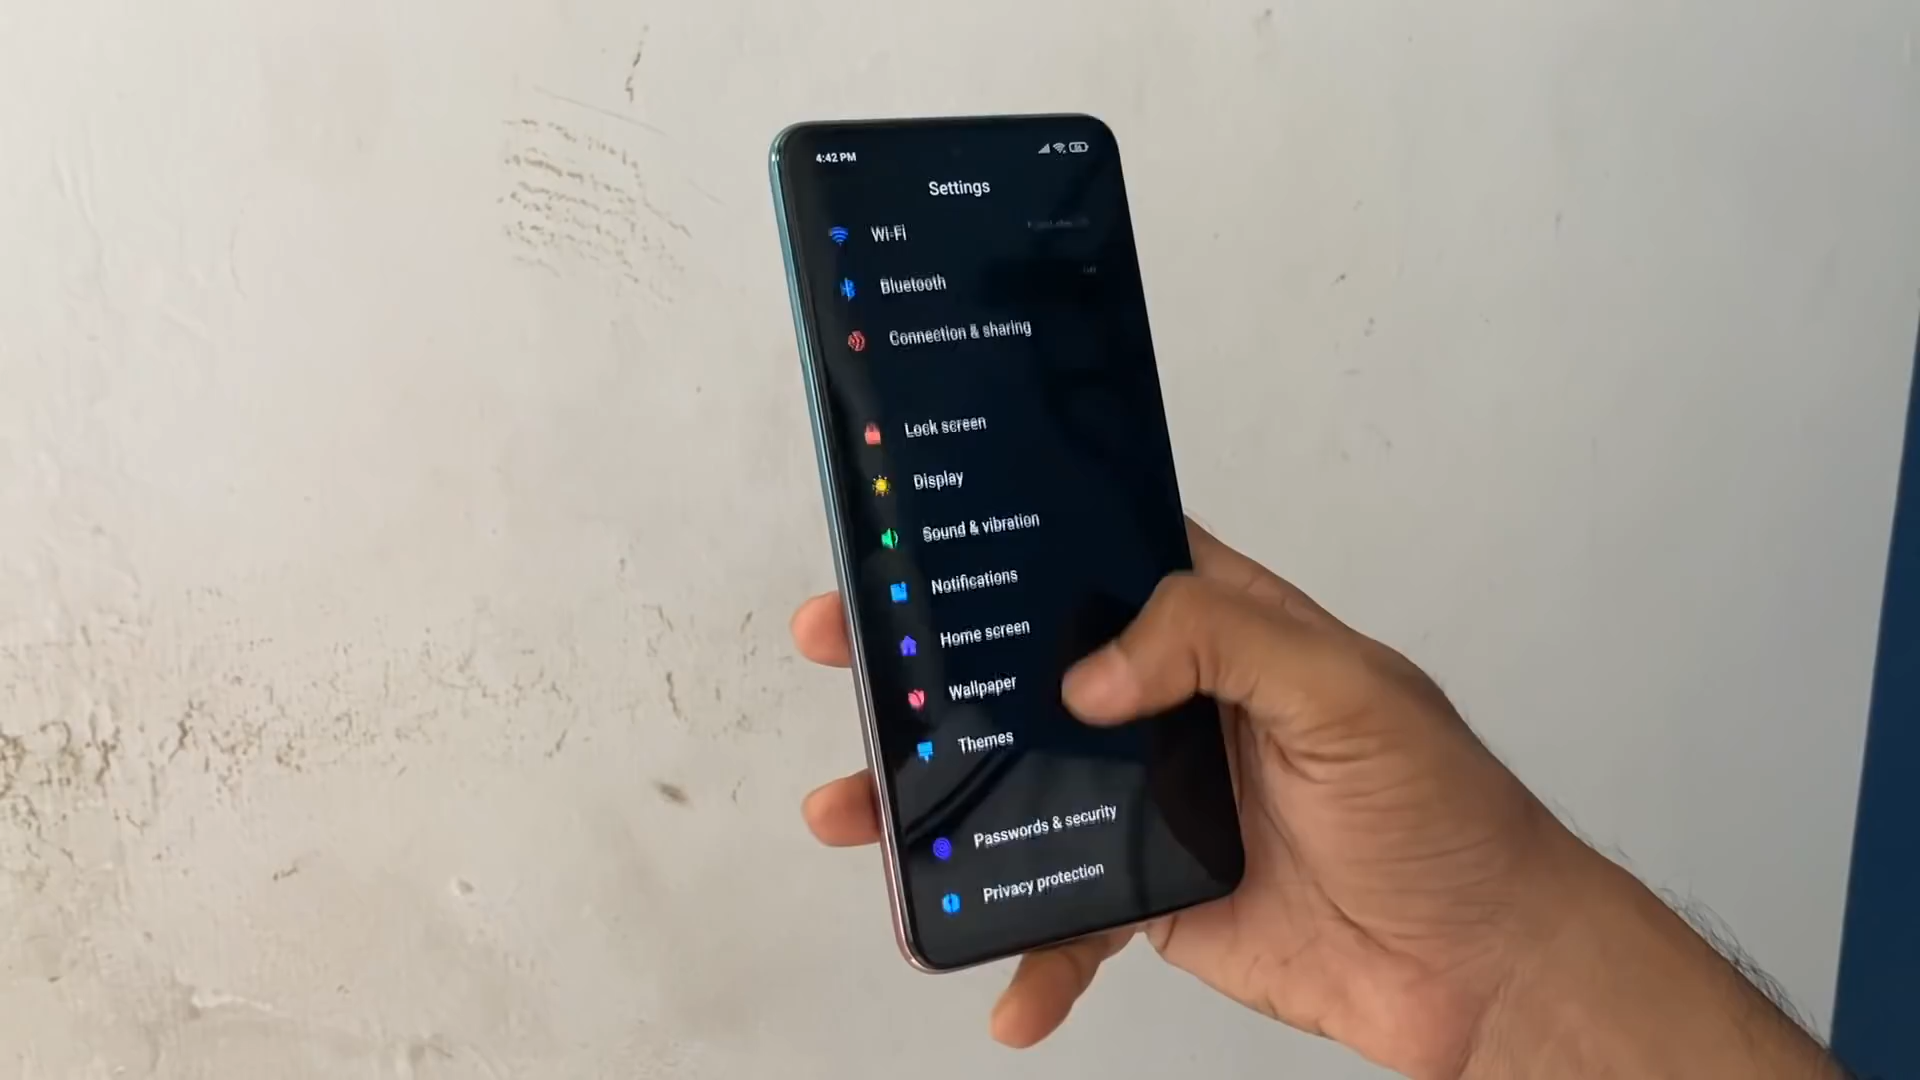 4:42 PM
Settings
Wi-Fi
Bluetooth
Connection & sharing
Lock screen
Display
Sound & vibration
Notifications
Home screen
Wallpaper
Themes
Passwords & security
Privacy protection